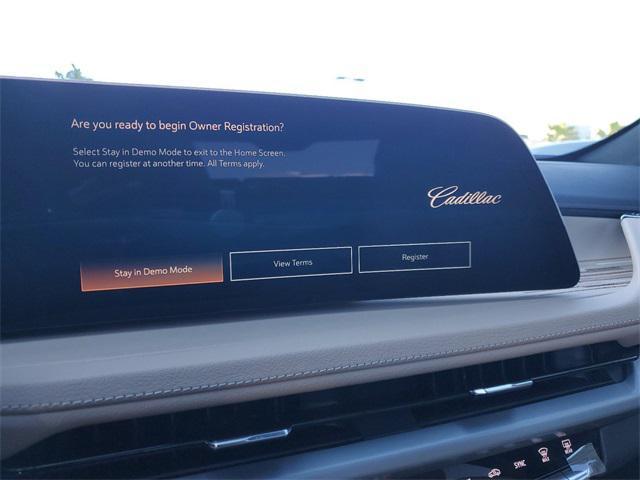 Are you ready to begin Owner Registration?
Select Stay in Demo Mode to exit to the Home Screen.
You can register at another time. All Terms apply.
Cadillac
Stay in Demo Mode
View Terms
Register
SYNC